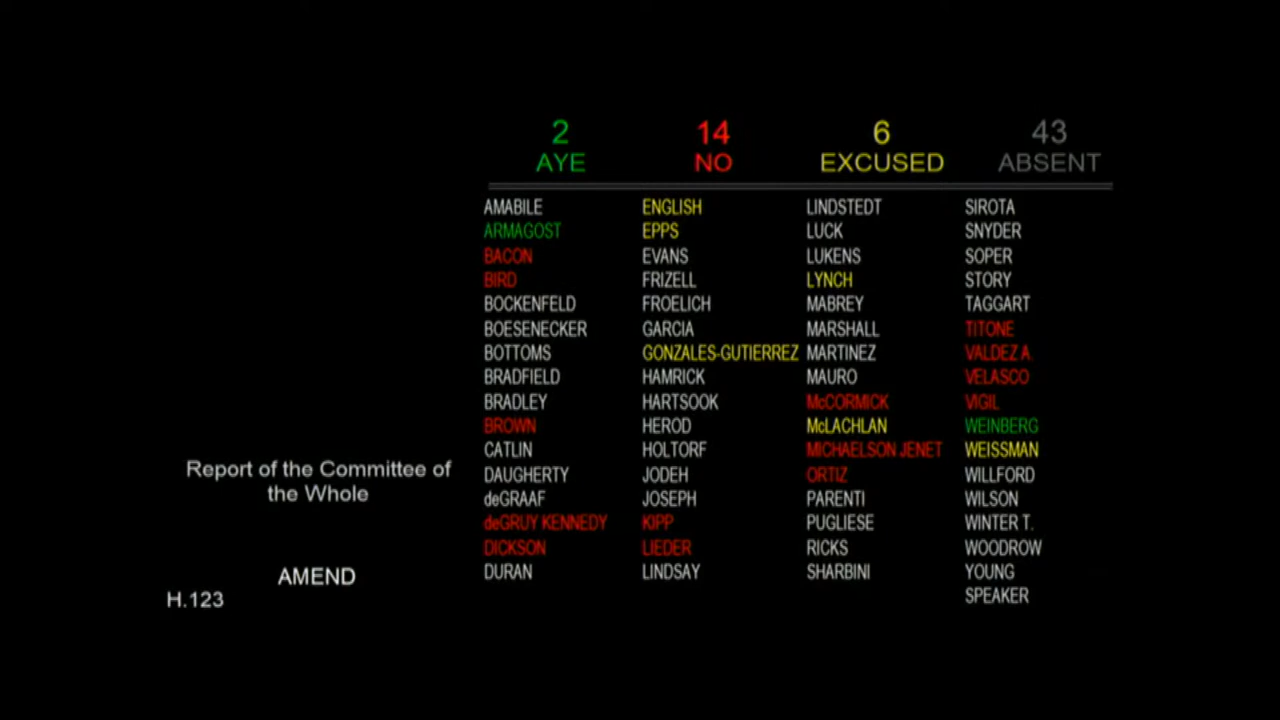 2 14 6 43
AYE NO EXCUSED ABSENT
AMABILE ENGLISH LINDSTEDT SIROTA
ARMAGOST EPPS LUCK SNYDER
BACON EVANS LUKENS SOPER
BIRD FRIZELL LYNCH STORY
BOCKENFELD FROELICH MABREY TAGGART
BOESENECKER GARCIA MARSHALL TITONE
BOTTOMS GONZALES-GUTIERREZ MARTINEZ VALDEZ A.
BRADFIELD HAMRICK MAURO VELASCO
BRADLEY HARTSOOK McCORMICK VIGIL
BROWN HEROD McLACHLAN WEINBERG
CATLIN HOLTORF MICHAELSON JENET WEISSMAN
Report of the Committee of
the Whole
DAUGHERTY JODEH ORTIZ WILLFORD
deGRAAF JOSEPH PARENTI WILSON
deGRUY KENNEDY KIPP PUGLIESE WINTER T.
DICKSON LIEDER RICKS WOODROW
DURAN LINDSAY SHARBINI YOUNG
SPEAKER
AMEND
H.123